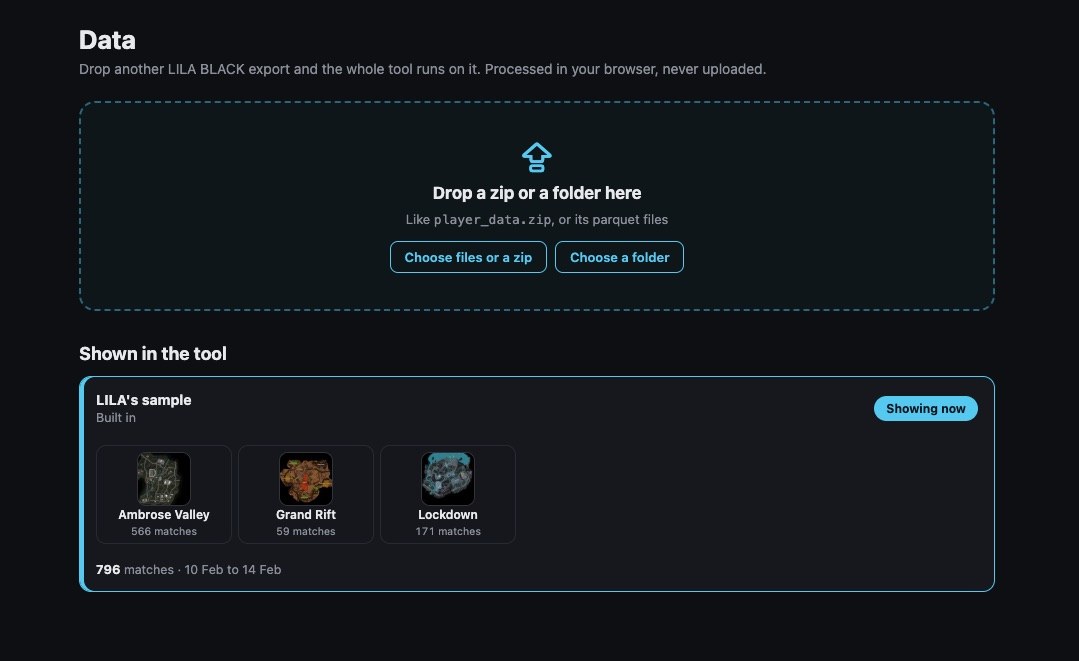 Data
Drop another LILA BLACK export and the whole tool runs on it. Processed in your browser, never uploaded.
Drop a zip or a folder here
Like player_data.zip, or its parquet files
Choose files or a zip
Choose a folder
Shown in the tool
LILA's sample
Built in
Showing now
Ambrose Valley
566 matches
Grand Rift
59 matches
Lockdown
171 matches
796 matches · 10 Feb to 14 Feb